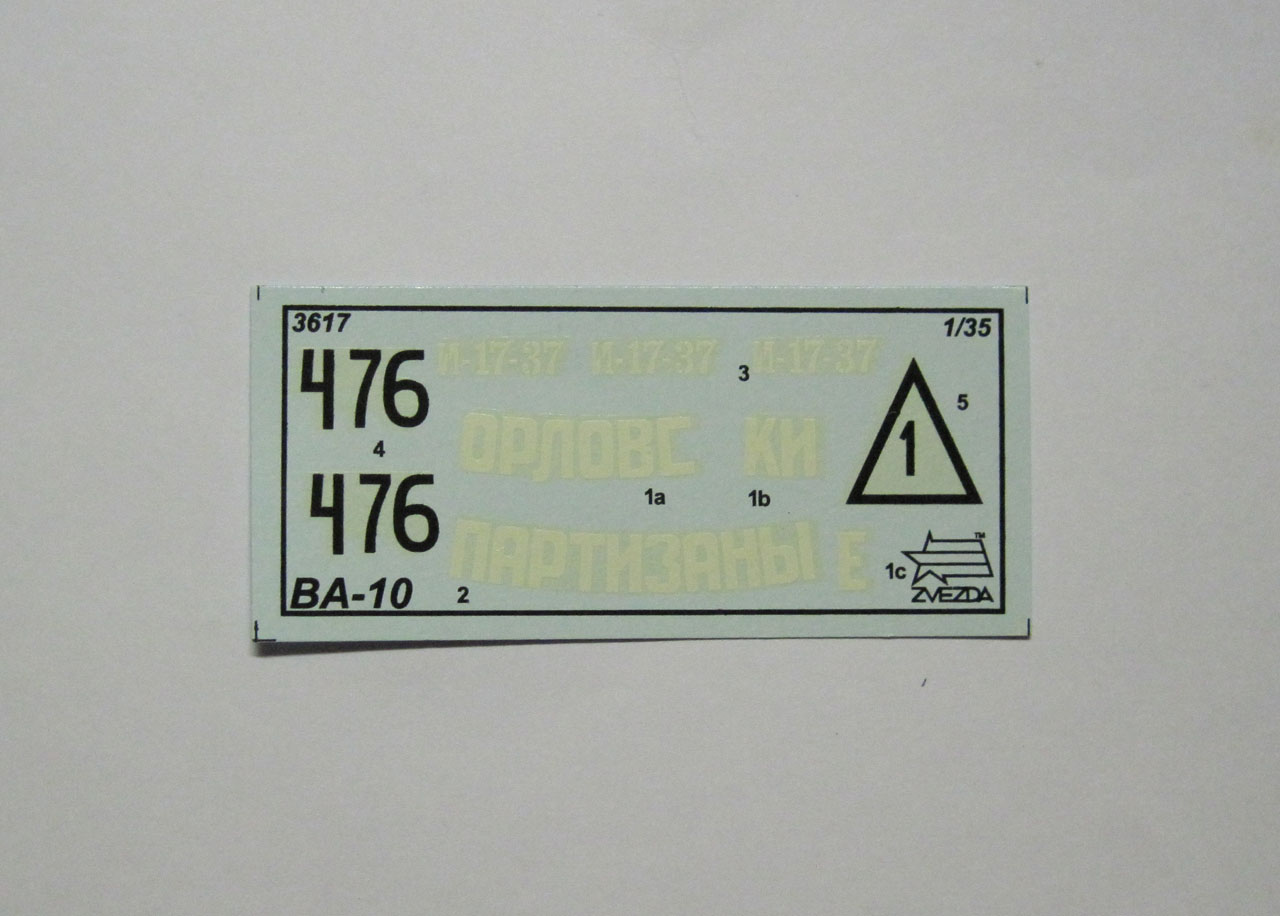 3617 1/35
И-17-37 И-17-37 И-17-37
476
3
5
4
ОРЛОВС КИ
1
1a 1b
476
ПАРТИЗАНЫ Е
1c
TM
ZVEZDA
BA-10
2